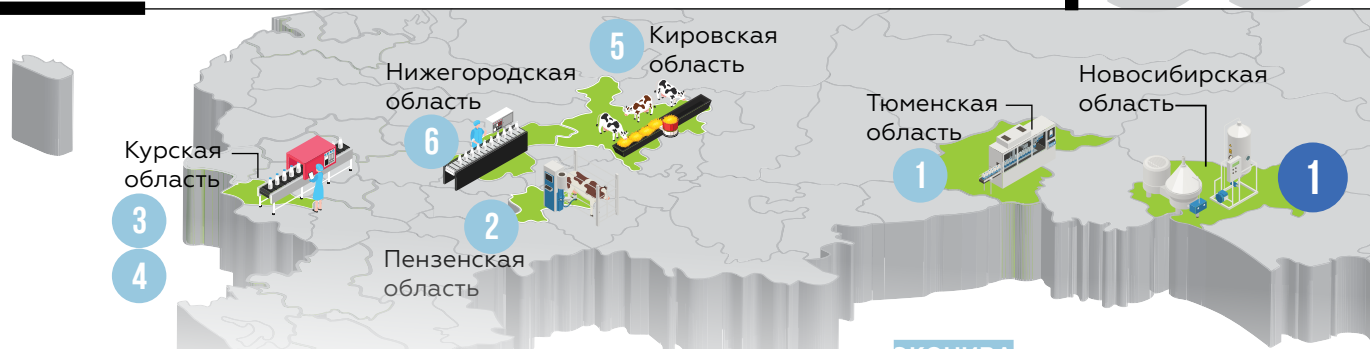 5
Кировская
область
Нижегородская
область
6
Новосибирская
область
Тюменская
область
1
1
Курская
область
3
4
2
Пензенская
область